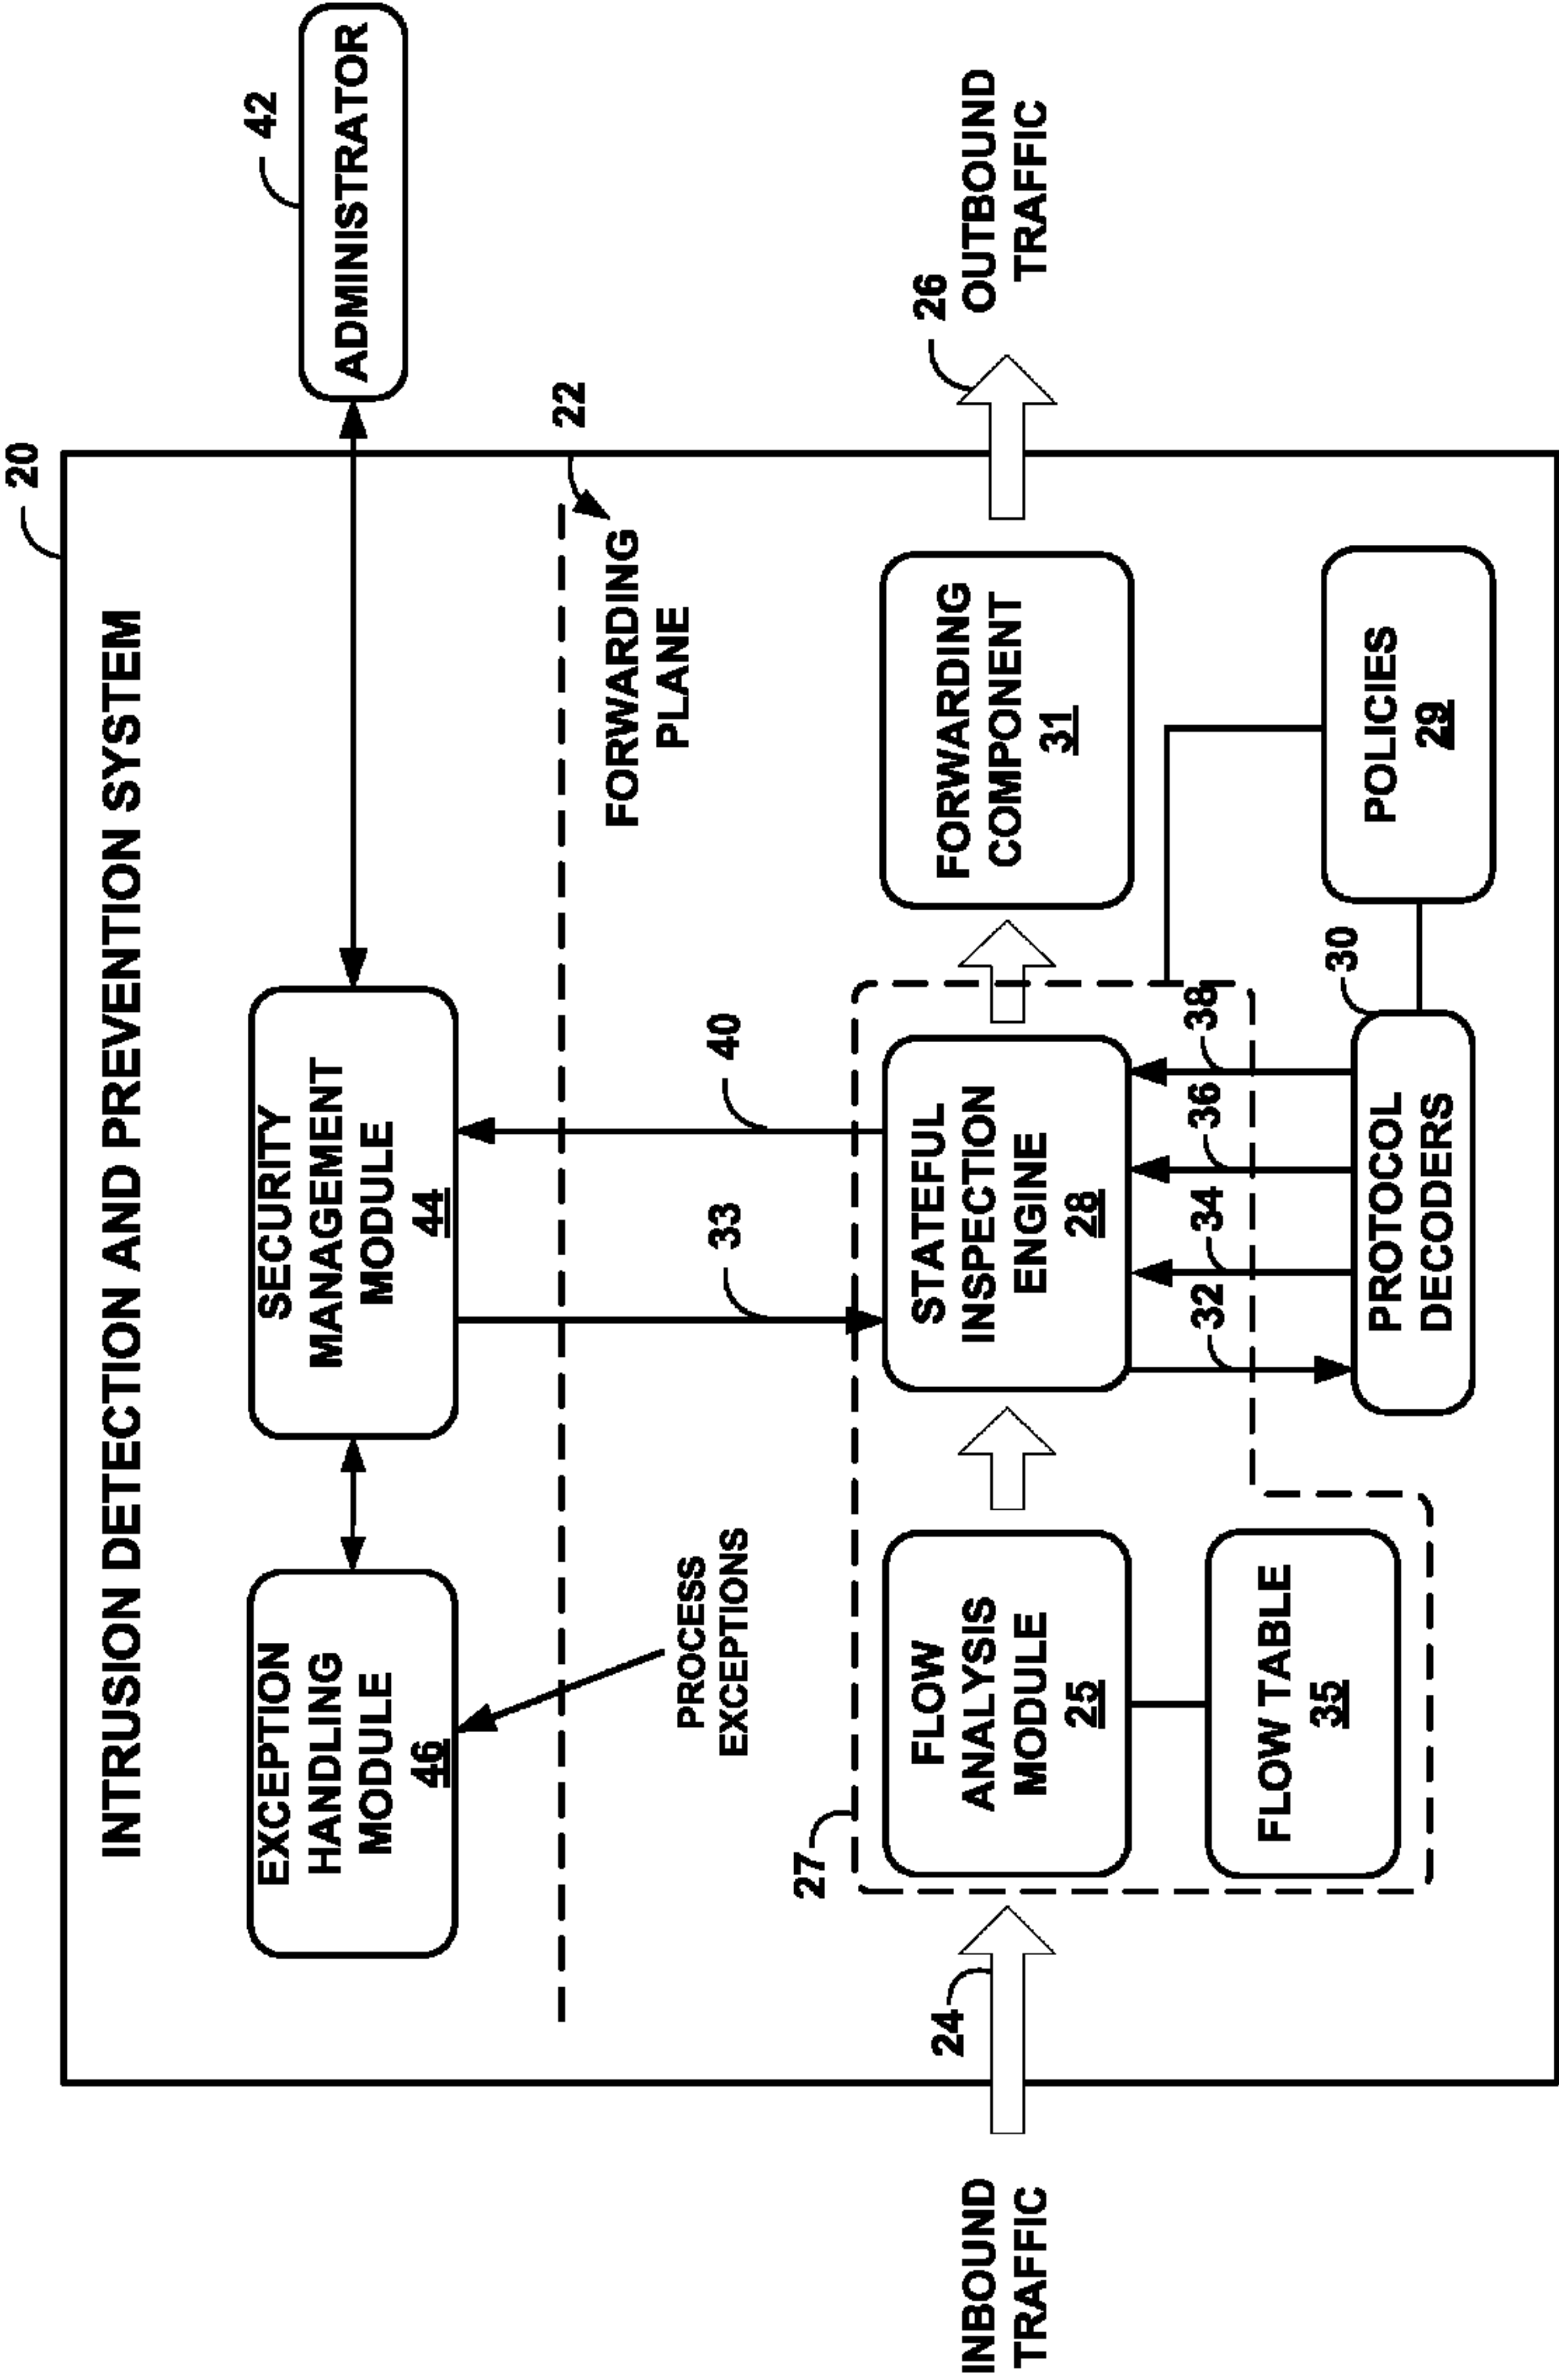 20
INTRUSION DETECTION AND PREVENTION SYSTEM
42
ADMINISTRATOR
EXCEPTION
HANDLING
MODULE
46
SECURITY
MANAGEMENT
MODULE
44
22
FORWARDING
PLANE
PROCESS
EXCEPTIONS
33
40
27
INBOUND
TRAFFIC
24
FLOW
ANALYSIS
MODULE
25
STATEFUL
INSPECTION
ENGINE
28
FORWARDING
COMPONENT
31
26
OUTBOUND
TRAFFIC
32
34
36
38
FLOW TABLE
35
30
PROTOCOL
DECODERS
POLICIES
29